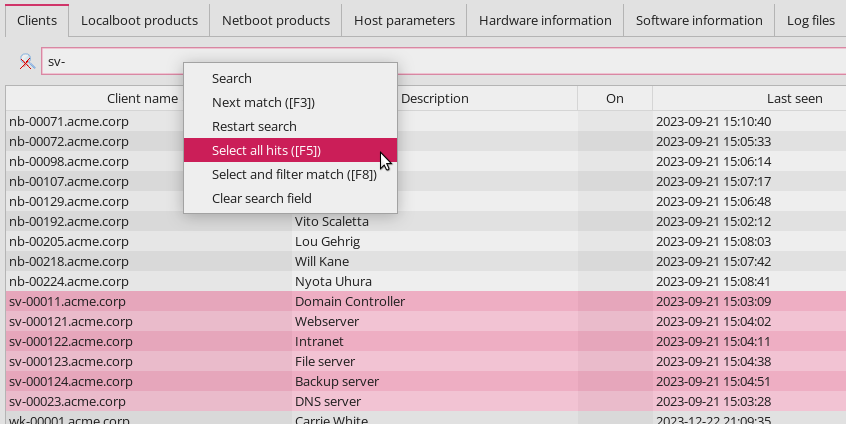 Clients Localboot products Netboot products Host parameters Hardware information Software information Log files
sv-
Search
Next match ([F3])
Restart search
Select all hits ([F5])
Select and filter match ([F8])
Clear search field
Client name Description On Last seen
nb-00071.acme.corp 2023-09-21 15:10:40
nb-00072.acme.corp 2023-09-21 15:05:33
nb-00098.acme.corp 2023-09-21 15:06:14
nb-00107.acme.corp 2023-09-21 15:07:17
nb-00129.acme.corp 2023-09-21 15:06:48
nb-00192.acme.corp Vito Scaletta 2023-09-21 15:02:12
nb-00205.acme.corp Lou Gehrig 2023-09-21 15:08:03
nb-00218.acme.corp Will Kane 2023-09-21 15:07:42
nb-00224.acme.corp Nyota Uhura 2023-09-21 15:08:41
sv-00011.acme.corp Domain Controller 2023-09-21 15:03:09
sv-000121.acme.corp Webserver 2023-09-21 15:04:02
sv-000122.acme.corp Intranet 2023-09-21 15:04:11
sv-000123.acme.corp File server 2023-09-21 15:04:38
sv-000124.acme.corp Backup server 2023-09-21 15:04:51
sv-00023.acme.corp DNS server 2023-09-21 15:03:28
wk-00001.acme.corp Carrie White 2023-12-22 21:09:35